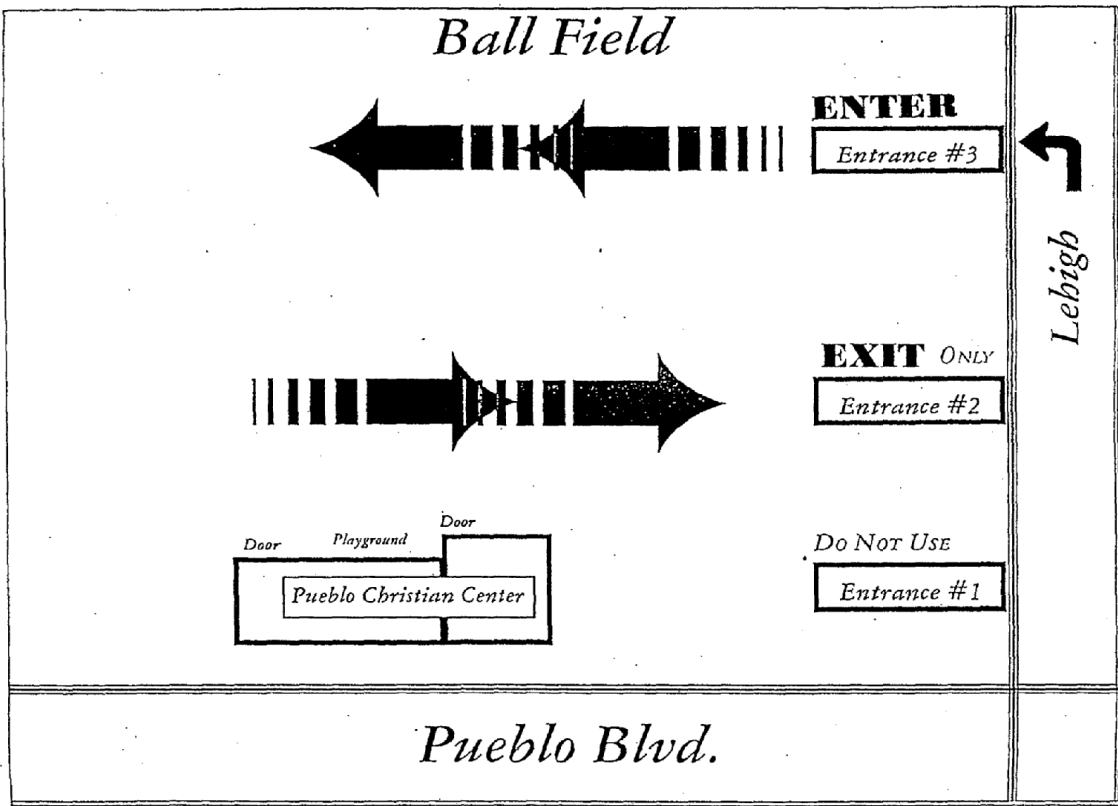 Ball Field
ENTER
Entrance #3
Lehigh
EXIT ONLY
Entrance #2
Door
Door
Playground
DO NOT USE
Pueblo Christian Center
Entrance #1
Pueblo Blvd.